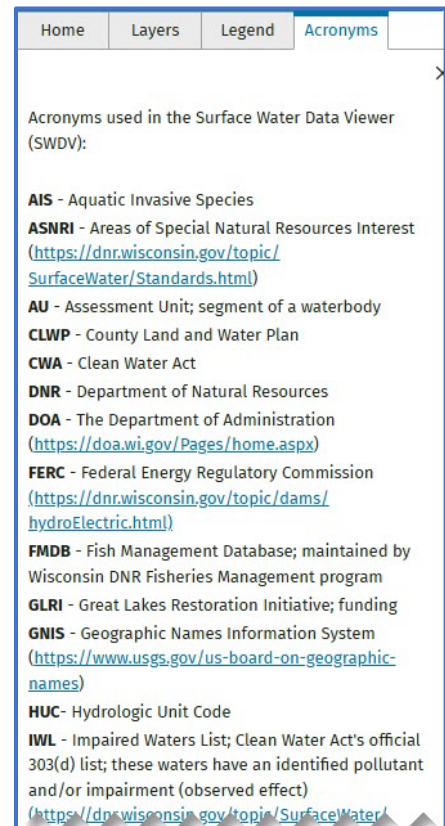 Home Layers Legend Acronyms
×
Acronyms used in the Surface Water Data Viewer
(SWDV):
AIS - Aquatic Invasive Species
ASNRI - Areas of Special Natural Resources Interest
(https://dnr.wisconsin.gov/topic/
SurfaceWater/Standards.html)
AU - Assessment Unit; segment of a waterbody
CLWP - County Land and Water Plan
CWA - Clean Water Act
DNR - Department of Natural Resources
DOA - The Department of Administration
(https://doa.wi.gov/Pages/home.aspx)
FERC - Federal Energy Regulatory Commission
(https://dnr.wisconsin.gov/topic/dams/
hydroElectric.html)
FMDB - Fish Management Database; maintained by
Wisconsin DNR Fisheries Management program
GLRI - Great Lakes Restoration Initiative; funding
GNIS - Geographic Names Information System
(https://www.usgs.gov/us-board-on-geographic-
names)
HUC- Hydrologic Unit Code
IWL - Impaired Waters List; Clean Water Act's official
303(d) list; these waters have an identified pollutant
and/or impairment (observed effect)
(https://dnr.wisconsin.gov/topic/SurfaceWater/